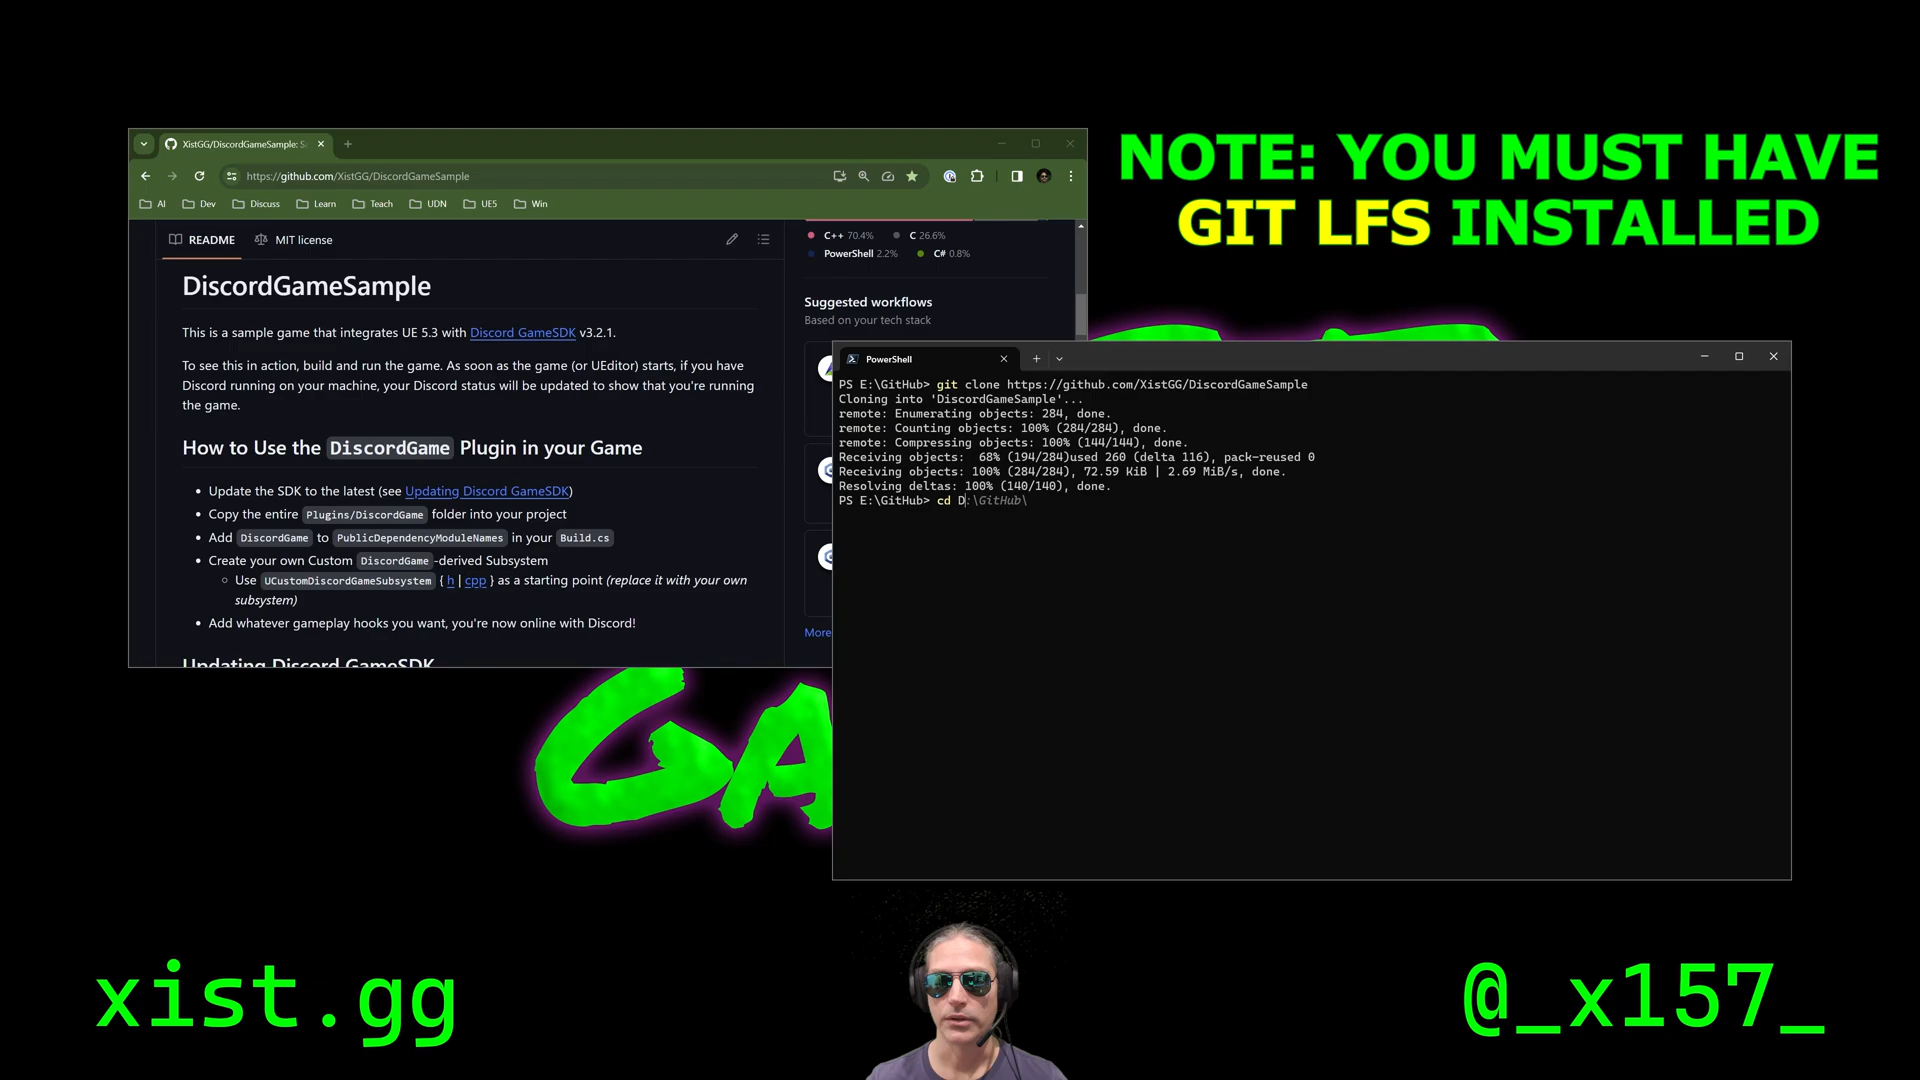 NOTE: YOU MUST HAVE
GIT LFS INSTALLED
XistGG/DiscordGameSample: S
https://github.com/XistGG/DiscordGameSample
AI Dev Discuss Learn Teach UDN UE5 Win
README MIT license
C++ 70.4% C 26.6%
PowerShell 2.2% C# 0.8%
DiscordGameSample
This is a sample game that integrates UE 5.3 with Discord GameSDK v3.2.1.
To see this in action, build and run the game. As soon as the game (or UEditor) starts, if you have
Discord running on your machine, your Discord status will be updated to show that you're running
the game.
How to Use the DiscordGame Plugin in your Game
• Update the SDK to the latest (see Updating Discord GameSDK)
• Copy the entire Plugins/DiscordGame folder into your project
• Add DiscordGame to PublicDependencyModuleNames in your Build.cs
• Create your own Custom DiscordGame-derived Subsystem
◦ Use UCustomDiscordGameSubsystem { h | cpp } as a starting point (replace it with your own
subsystem)
• Add whatever gameplay hooks you want, you're now online with Discord!
Updating Discord GameSDK
Suggested workflows
Based on your tech stack
More
PowerShell
PS E:\GitHub> git clone https://github.com/XistGG/DiscordGameSample
Cloning into 'DiscordGameSample'...
remote: Enumerating objects: 284, done.
remote: Counting objects: 100% (284/284), done.
remote: Compressing objects: 100% (144/144), done.
Receiving objects:  68% (194/284)used 260 (delta 116), pack-reused 0
Receiving objects: 100% (284/284), 72.59 KiB | 2.69 MiB/s, done.
Resolving deltas: 100% (140/140), done.
PS E:\GitHub> cd D:\GitHub\
GA
xist.gg
@_x157_